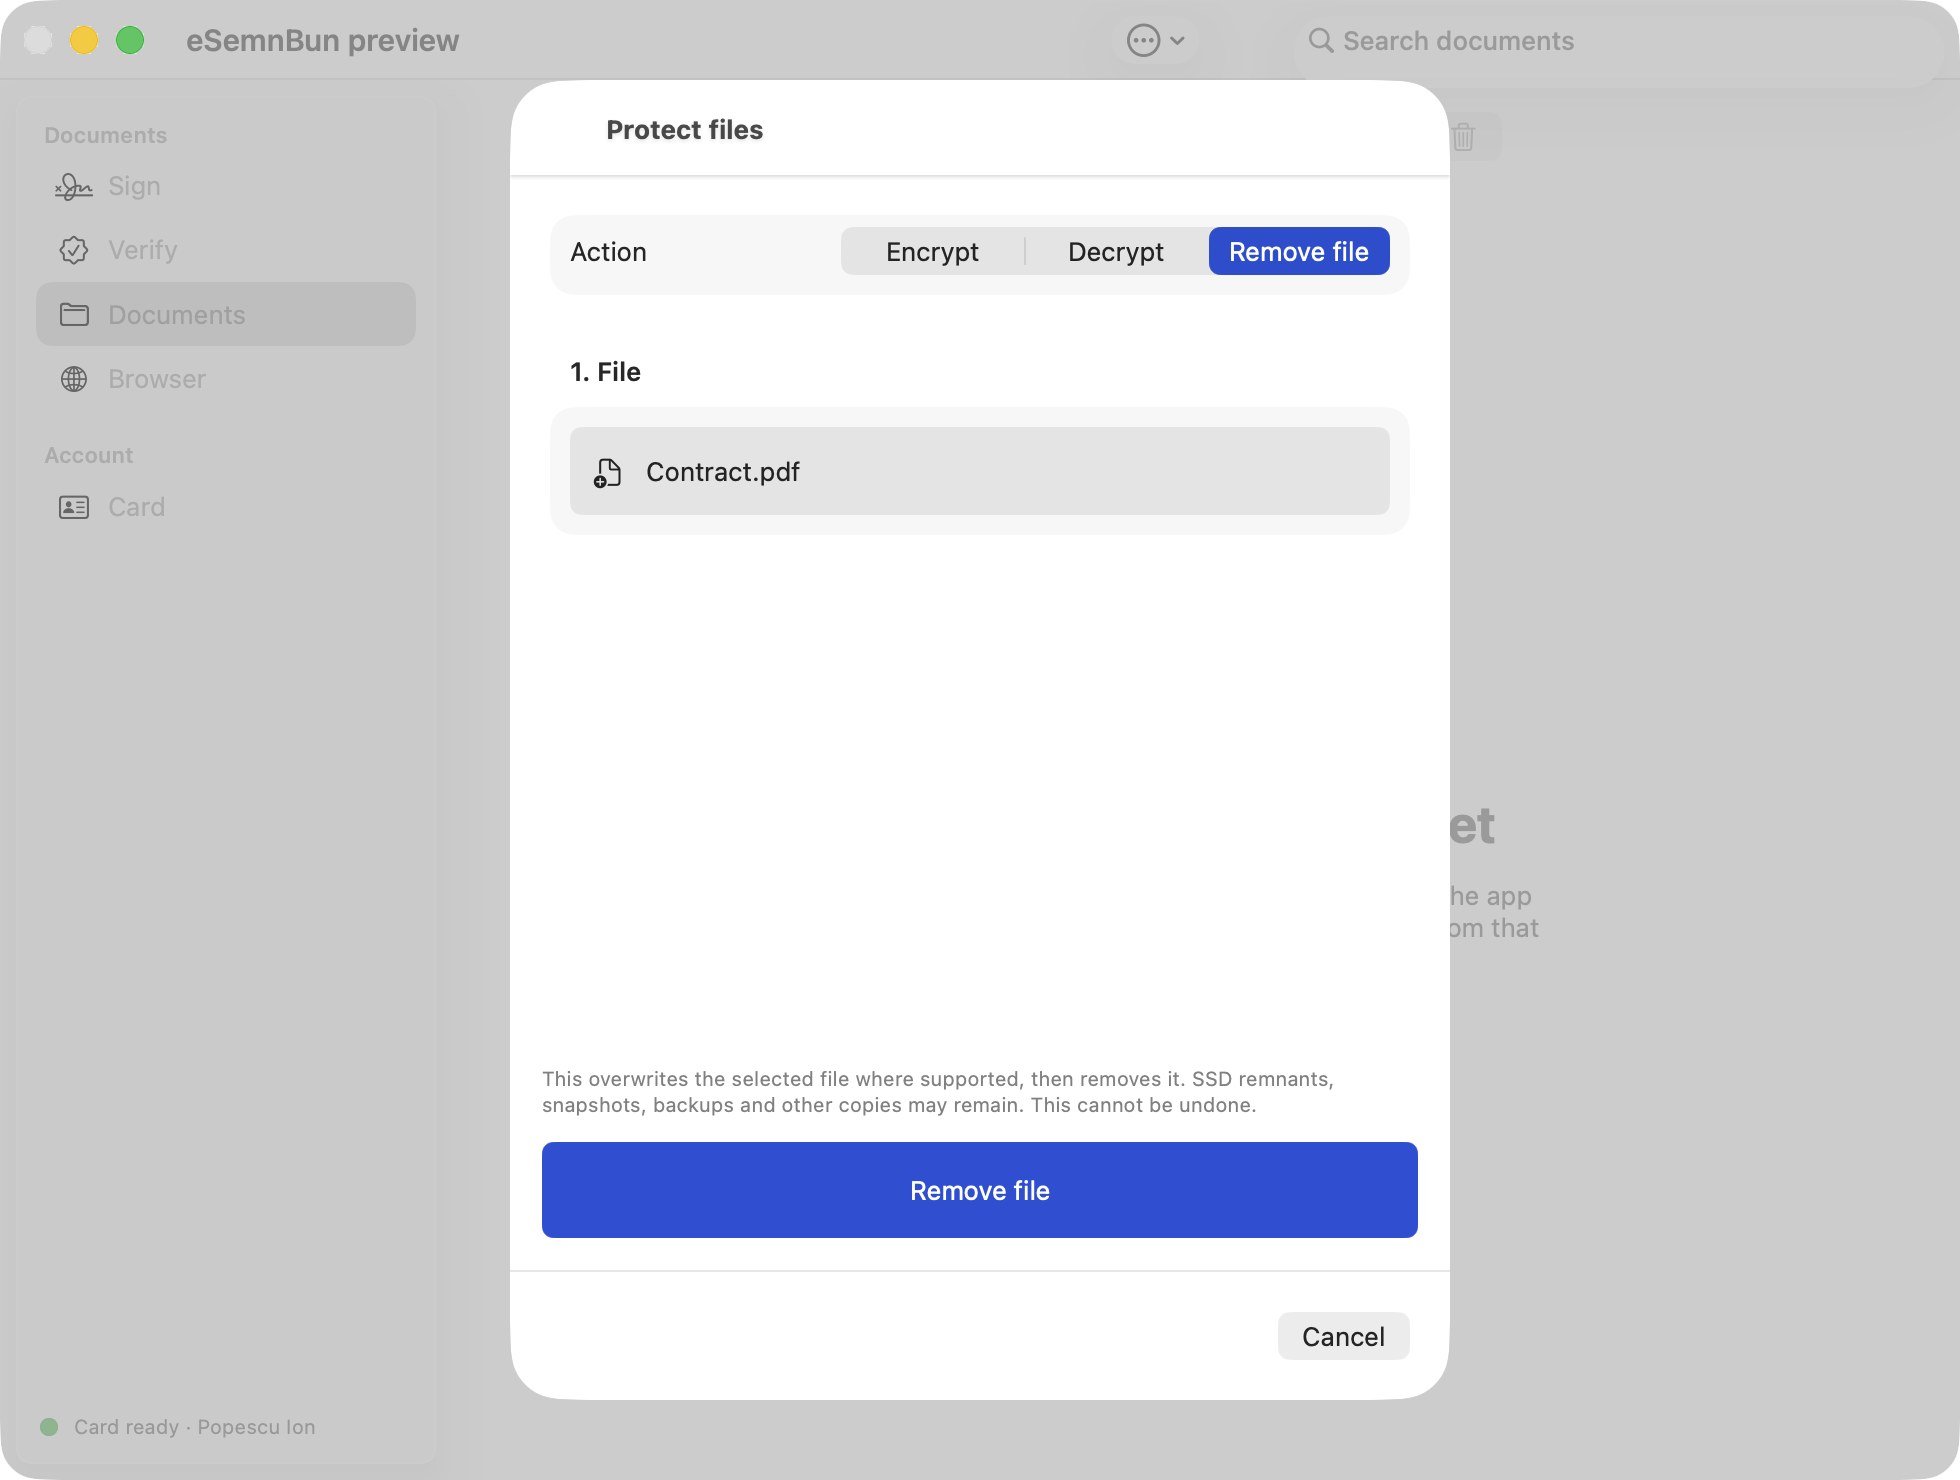 eSemnBun preview
Search documents
Documents
Sign
Verify
Documents
Browser
Account
Card
Card ready · Popescu Ion
Protect files
Action
Encrypt
Decrypt
Remove file
1. File
Contract.pdf
This overwrites the selected file where supported, then removes it. SSD remnants,
snapshots, backups and other copies may remain. This cannot be undone.
Remove file
Cancel
et
he app
om that